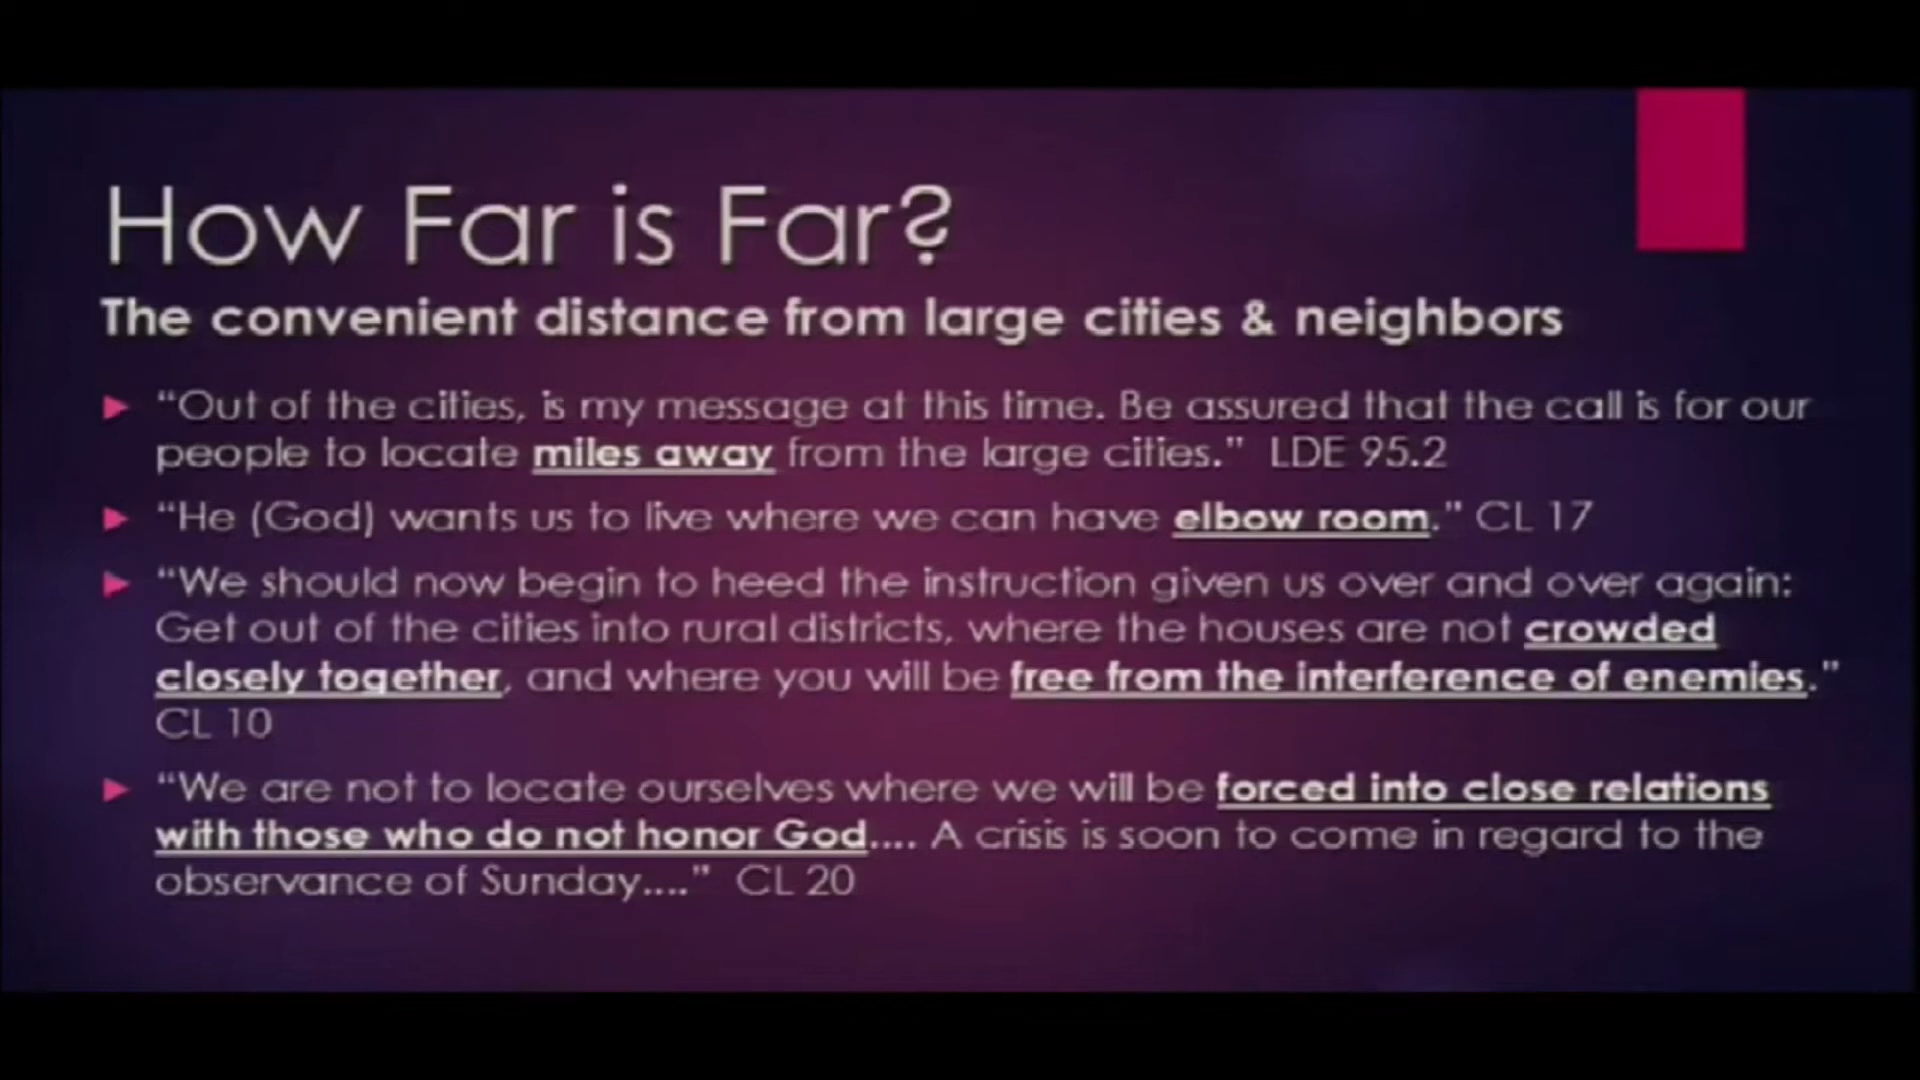 How Far is Far?
The convenient distance from large cities & neighbors
► “Out of the cities, is my message at this time. Be assured that the call is for our
people to locate miles away from the large cities.” LDE 95.2
► “He (God) wants us to live where we can have elbow room.” CL 17
► “We should now begin to heed the instruction given us over and over again:
Get out of the cities into rural districts, where the houses are not crowded
closely together, and where you will be free from the interference of enemies.”
CL 10
► “We are not to locate ourselves where we will be forced into close relations
with those who do not honor God.... A crisis is soon to come in regard to the
observance of Sunday....” CL 20